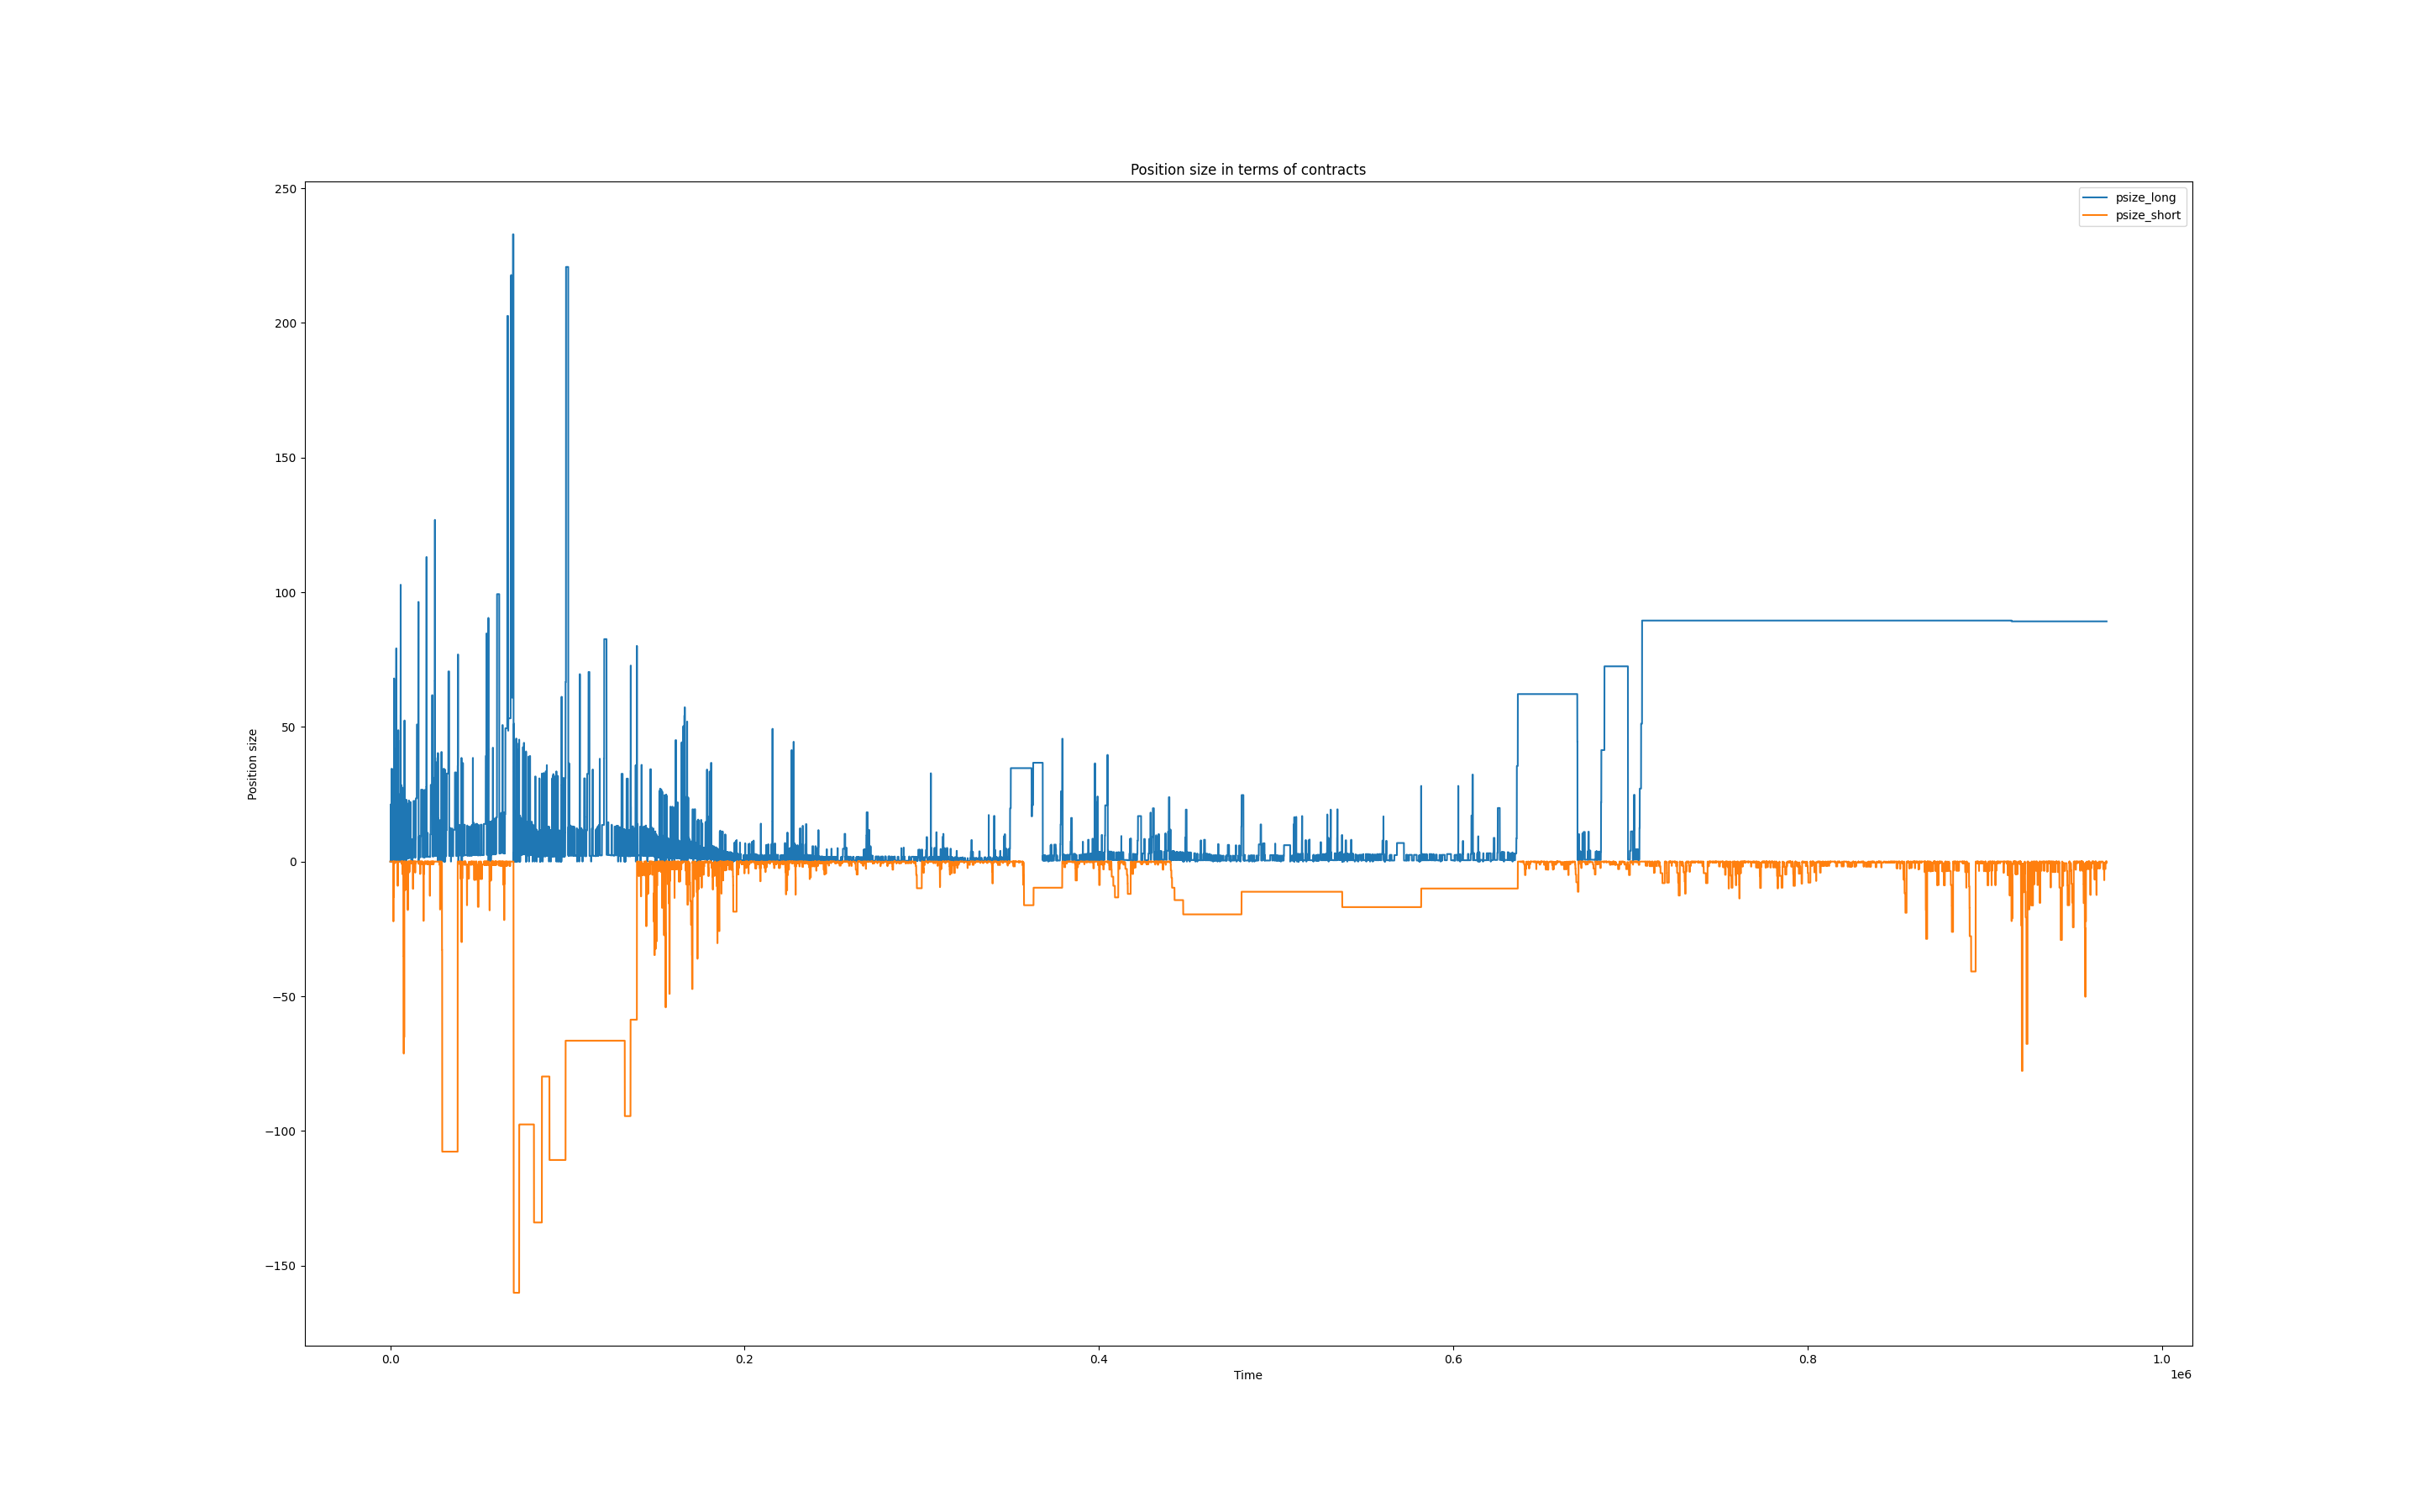 Position size in terms of contracts
psize_long
psize_short
250
200
150
100
50
0
−50
−100
−150
Position size
0.0
0.2
0.4
0.6
0.8
1.0
1e6
Time